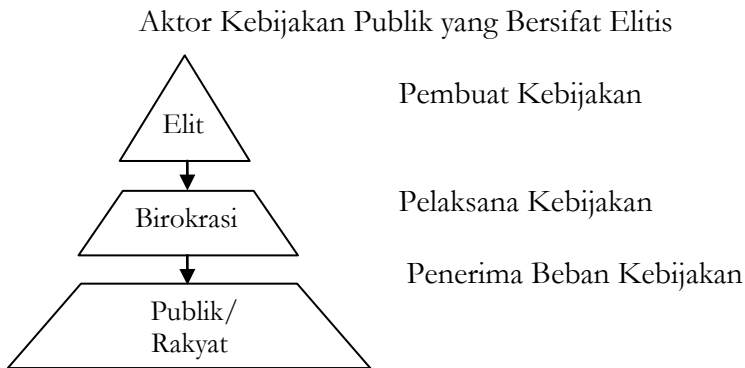 Aktor Kebijakan Publik yang Bersifat Elitis
Elit
Pembuat Kebijakan
Birokrasi
Pelaksana Kebijakan
Penerima Beban Kebijakan
Publik/
Rakyat